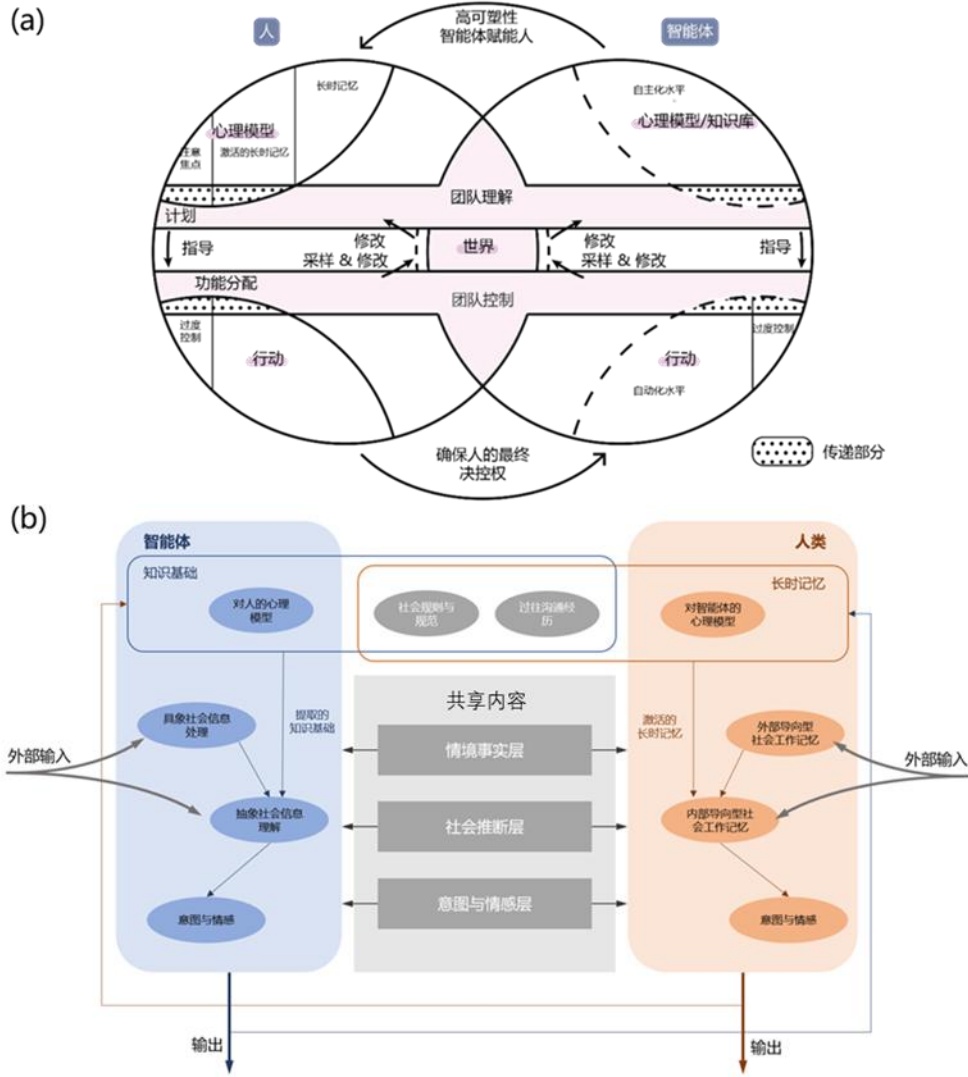 (a)
人
高可塑性
智能体赋能人
智能体
长时记忆
心理模型
注意
焦点
激活的长时记忆
自主化水平
心理模型/知识库
团队理解
计划
指导
修改
采样 & 修改
世界
修改
采样 & 修改
指导
功能分配
团队控制
过度
控制
行动
行动
过度控制
自动化水平
确保人的最终
决控权
传递部分
(b)
智能体
人类
知识基础
长时记忆
对人的心理
模型
社会规则与
规范
过往沟通经
历
对智能体的
心理模型
共享内容
具象社会信息
处理
提取的
知识基础
情境事实层
激活的
长时记忆
外部导向型
社会工作记忆
外部输入
外部输入
抽象社会信息
理解
社会推断层
内部导向型社
会工作记忆
意图与情感
意图与情感层
意图与情感
输出
输出